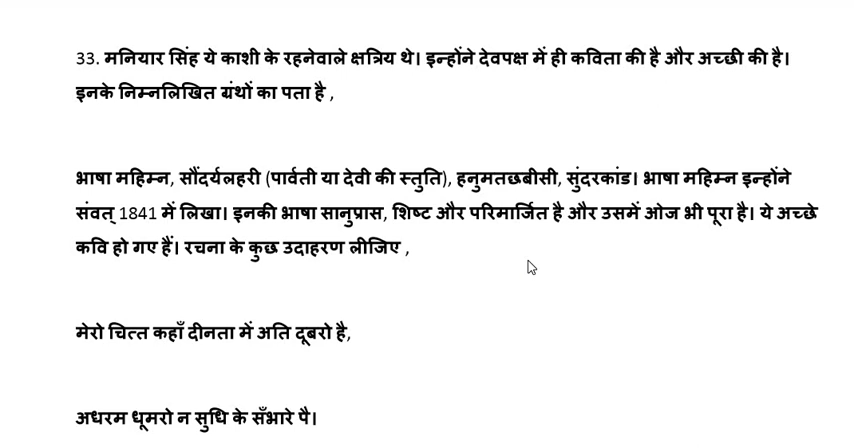 33. मनियार सिंह ये काशी के रहनेवाले क्षत्रिय थे। इन्होंने देवपक्ष में ही कविता की है और अच्छी की है।
इनके निम्नलिखित ग्रंथों का पता है ,
भाषा महिम्न, सौंदर्यलहरी (पार्वती या देवी की स्तुति), हनुमतछबीसी, सुंदरकांड। भाषा महिम्न इन्होंने
संवत् 1841 में लिखा। इनकी भाषा सानुप्रास, शिष्ट और परिमार्जित है और उसमें ओज भी पूरा है। ये अच्छे
कवि हो गए हैं। रचना के कुछ उदाहरण लीजिए ,
मेरो चित्त कहाँ दीनता में अति दूबरो है,
अधरम धूमरो न सुधि के सँभारे पै।